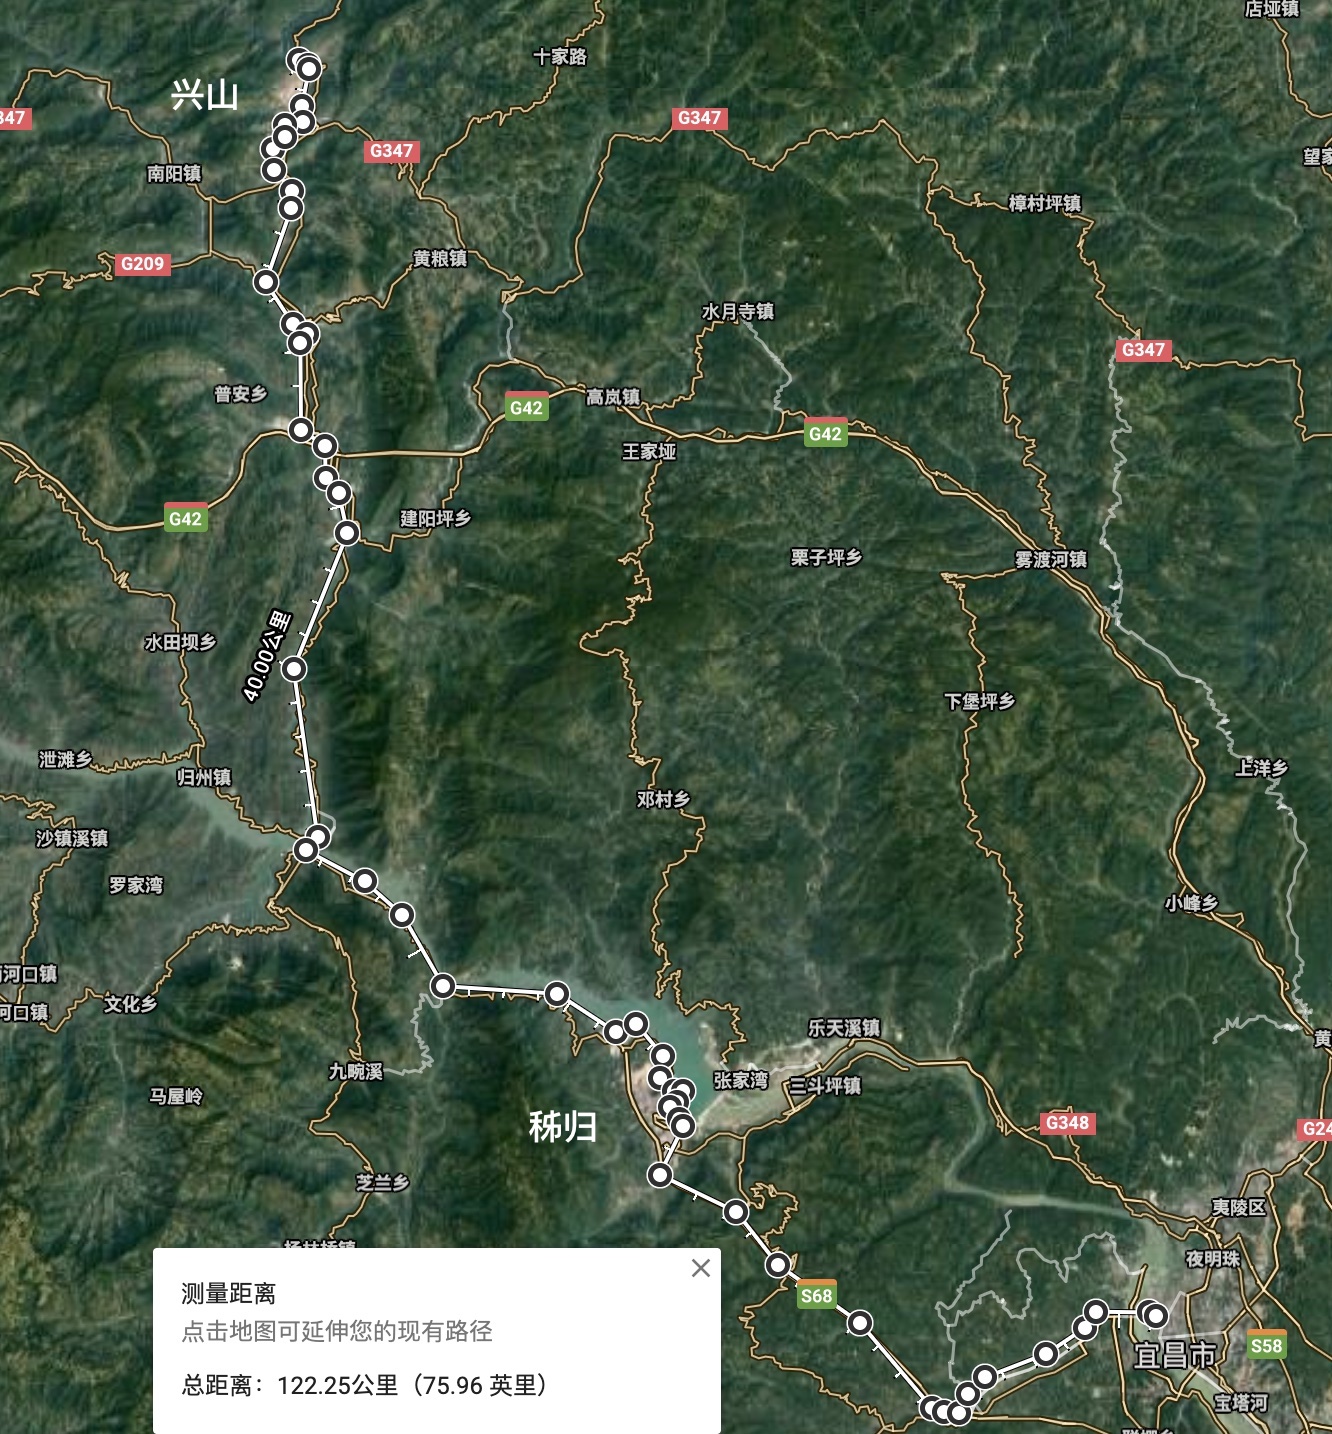 店垭镇
十家路
兴山
347
G347
G347
望家
南阳镇
樟村坪镇
G209
黄粮镇
水月寺镇
G347
普安乡
G42
高岚镇
G42
王家垭
G42
建阳坪乡
栗子坪乡
雾渡河镇
水田坝乡
40.00公里
下堡坪乡
泄滩乡
归州镇
上洋乡
邓村乡
沙镇溪镇
罗家湾
小峰乡
河口镇
文化乡
河口镇
乐天溪镇
黄
九畹溪
张家湾
三斗坪镇
马屋岭
秭归
G348
G24
芝兰乡
夷陵区
夜明珠
S68
宜昌市
S58
宝塔河
测量距离
点击地图可延伸您的现有路径
总距离：122.25公里（75.96 英里）